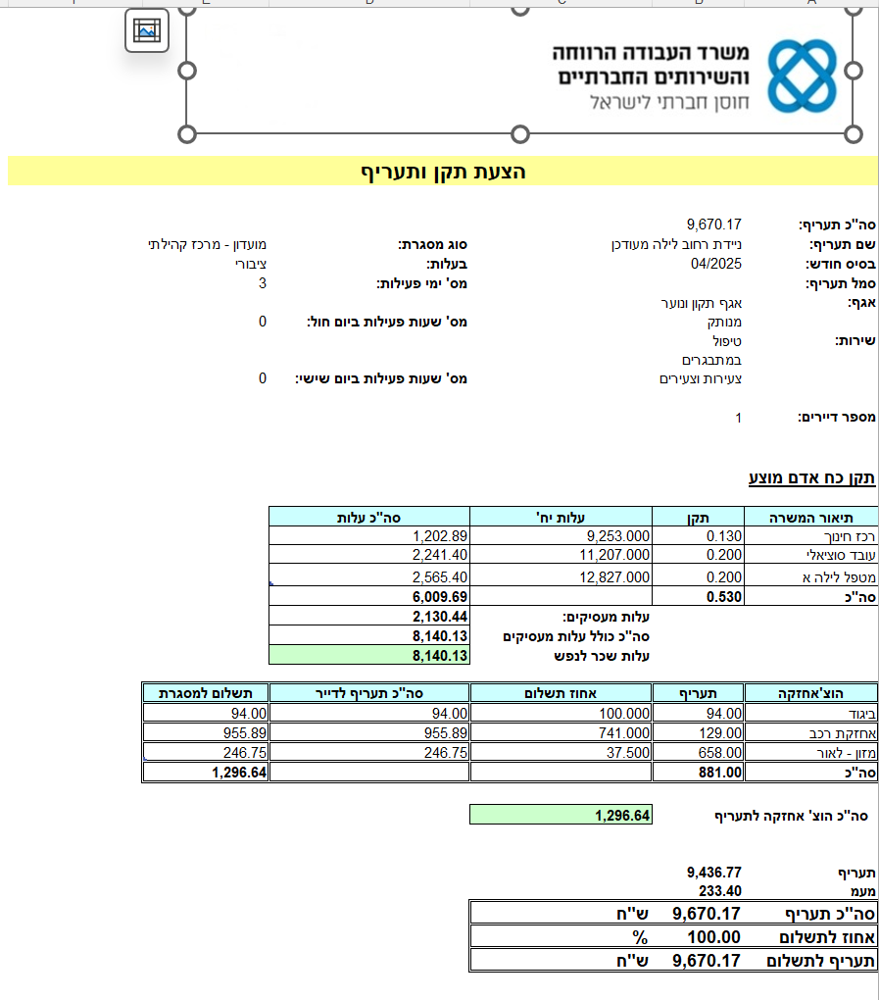 משרד העבודה הרווחה
והשירותים החברתיים
חוסן חברתי לישראל
הצעת תקן ותעריף
סה"כ תעריף: 9,670.17
שם תעריף: ניידת רחוב לילה מעודכן סוג מסגרת: מועדון - מרכז קהילתי
בסיס חודש: 04/2025 בעלות: ציבורי
סמל תעריף: מס' ימי פעילות: 3
אגף: אגף תקון ונוער
מנותק מס' שעות פעילות ביום חול: 0
שירות: טיפול
במתבגרים
צעירות וצעירים מס' שעות פעילות ביום שישי: 0
מספר דיירים: 1
תקן כח אדם מוצע
תיאור המשרה תקן עלות יח' סה"כ עלות
רכז חינוך 0.130 9,253.000 1,202.89
עובד סוציאלי 0.200 11,207.000 2,241.40
מטפל לילה א 0.200 12,827.000 2,565.40
סה"כ 0.530 6,009.69
עלות מעסיקים: 2,130.44
סה"כ כולל עלות מעסיקים 8,140.13
עלות שכר לנפש 8,140.13
הוצ'אחזקה תעריף אחוז תשלום סה"כ תעריף לדייר תשלום למסגרת
ביגוד 94.00 100.000 94.00 94.00
אחזקת רכב 129.00 741.000 955.89 955.89
מזון - לאור 658.00 37.500 246.75 246.75
סה"כ 881.00 1,296.64
סה"כ הוצ' אחזקה לתעריף 1,296.64
תעריף 9,436.77
מעמ 233.40
סה"כ תעריף 9,670.17 ש"ח
אחוז לתשלום 100.00 %
תעריף לתשלום 9,670.17 ש"ח